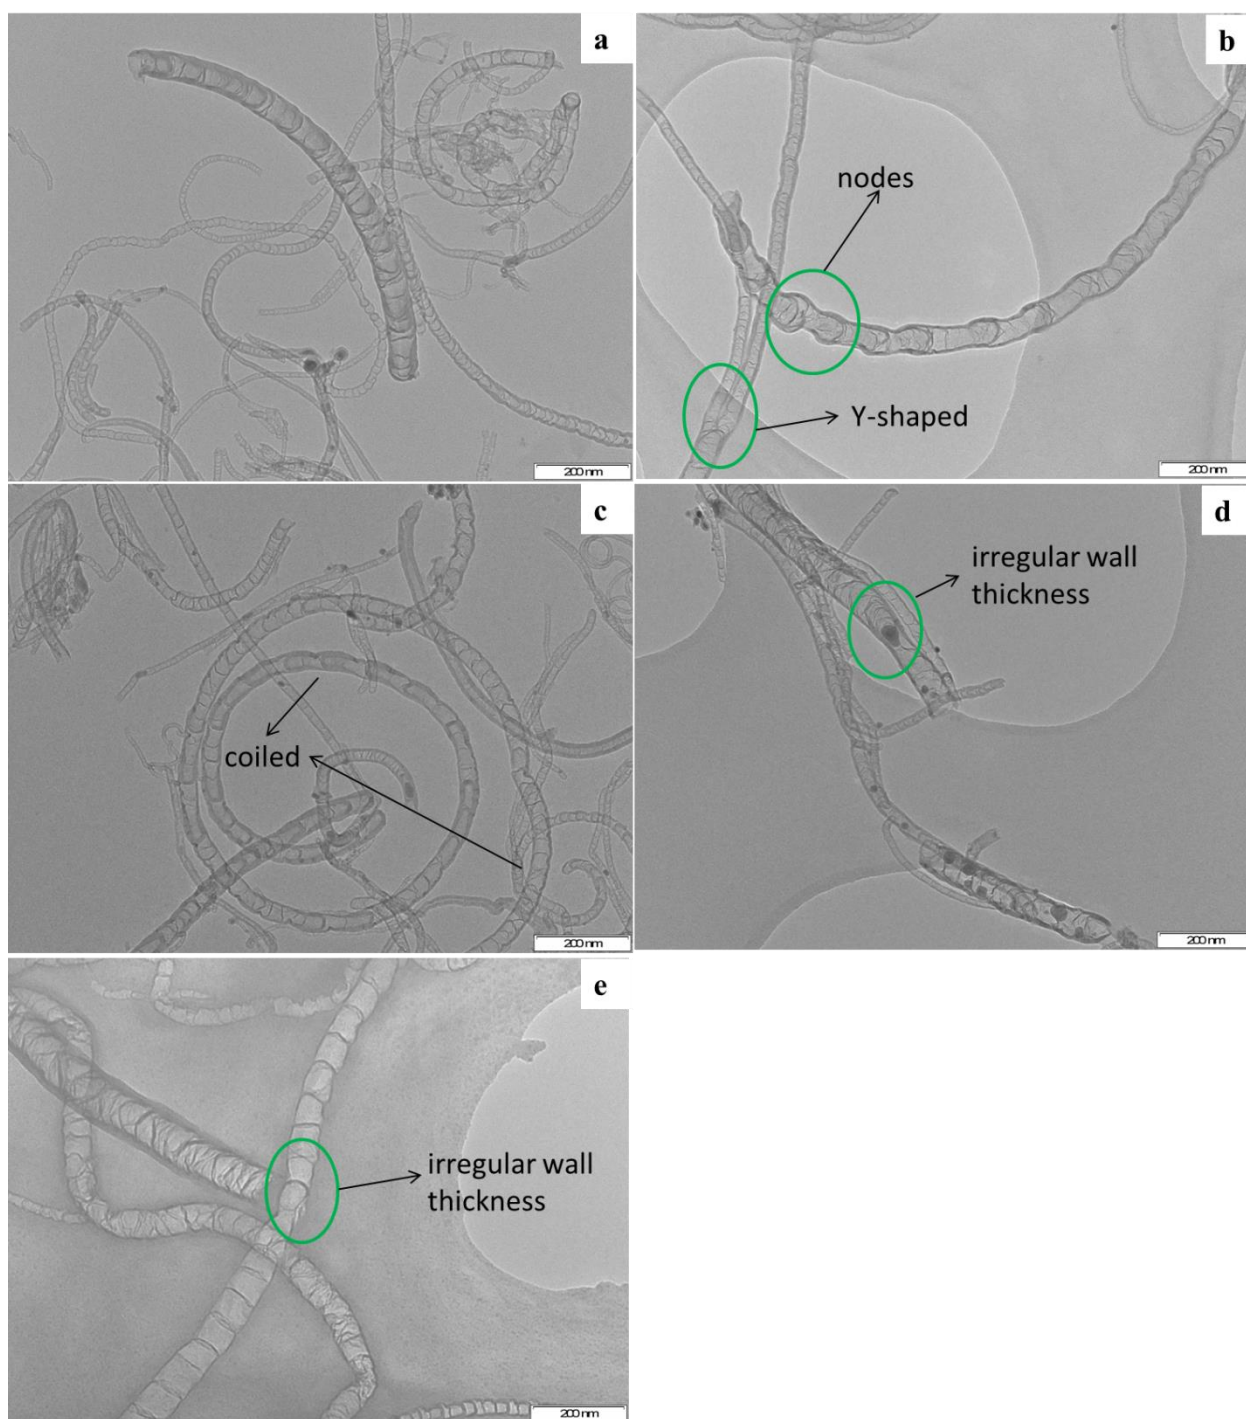 a
200 nm
b
nodes
Y-shaped
200 nm
c
coiled
200 nm
d
irregular wall
thickness
200 nm
e
irregular wall
thickness
200 nm